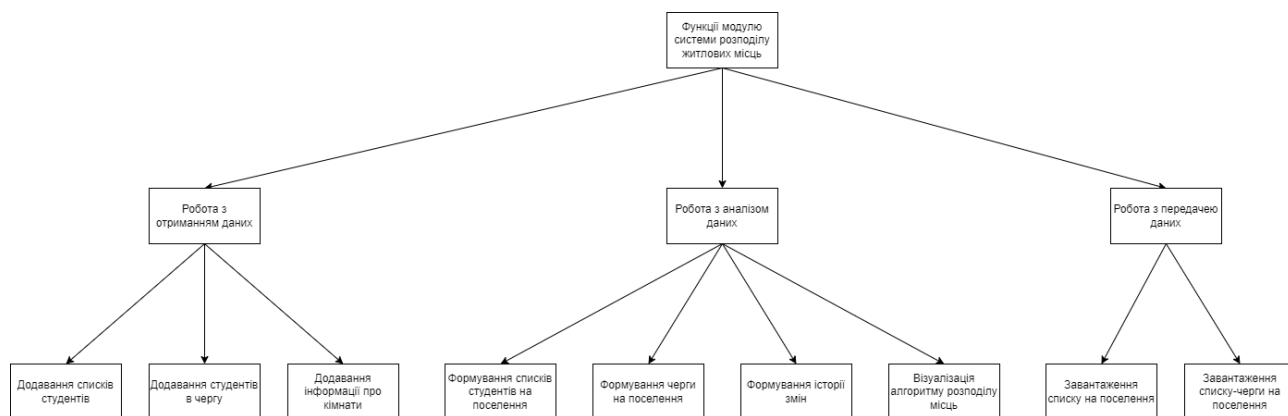 Функції модулю
системи розподілу
житлових місць
Робота з
отриманням даних
Робота з аналізом
даних
Робота з передачею
даних
Додавання списків
студентів
Додавання студентів
в чергу
Додавання
інформації про
кімнати
Формування списків
студентів на
поселення
Формування черги
на поселення
Формування історії
змін
Візуалізація
алгоритму розподілу
місць
Завантаження
списку на поселення
Завантаження
списку-черги на
поселення